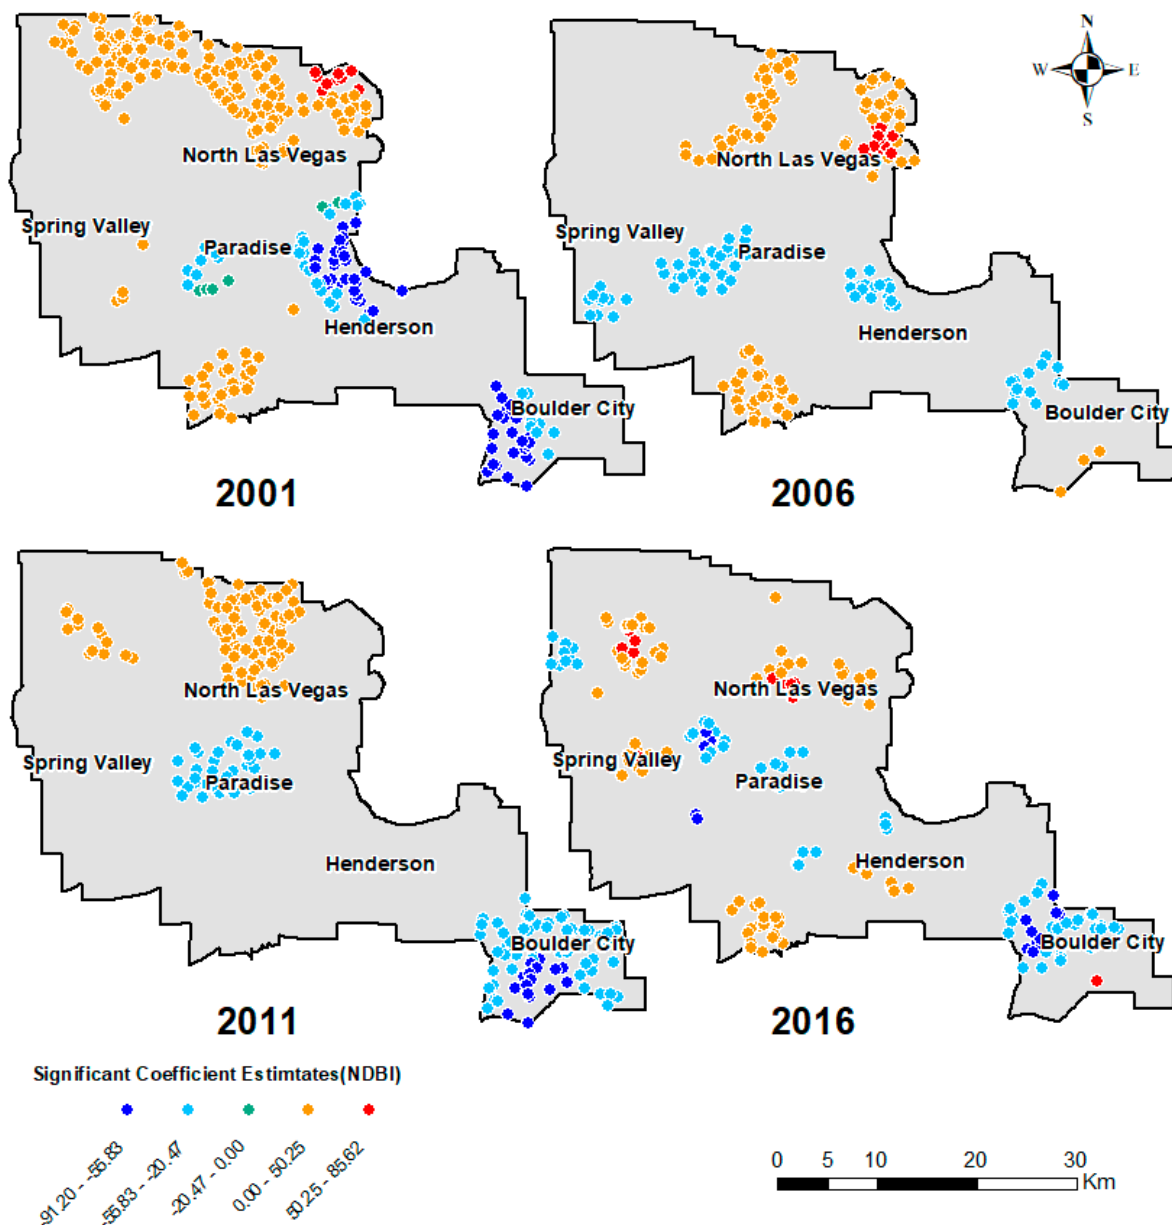 N
W E
S
North Las Vegas
Spring Valley
Paradise
Henderson
Boulder City
2001
North Las Vegas
Spring Valley
Paradise
Henderson
Boulder City
2006
North Las Vegas
Spring Valley
Paradise
Henderson
Boulder City
2011
North Las Vegas
Spring Valley
Paradise
Henderson
Boulder City
2016
Significant Coefficient Estimtates(NDBI)
-91.20 - -55.83
-55.83 - -20.47
-20.47 - 0.00
0.00 - 50.25
50.25 - 85.62
0 5 10 20 30
Km